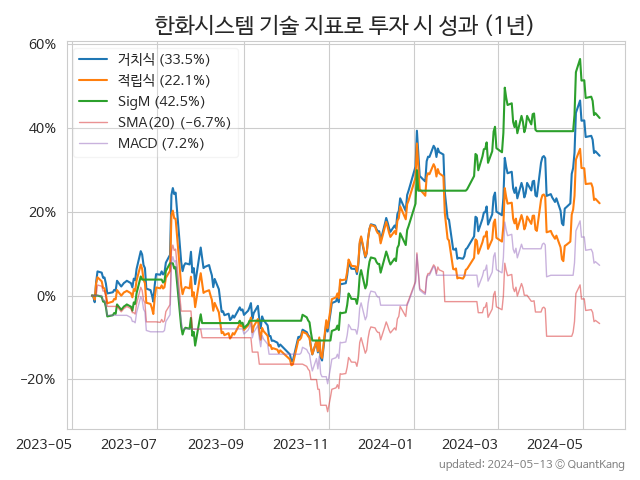 한화시스템 기술 지표로 투자 시 성과 (1년)
60%
40%
20%
0%
−20%
거치식 (33.5%)
적립식 (22.1%)
SigM (42.5%)
SMA(20) (-6.7%)
MACD (7.2%)
2023-05 2023-07 2023-09 2023-11 2024-01 2024-03 2024-05
updated: 2024-05-13 © QuantKang